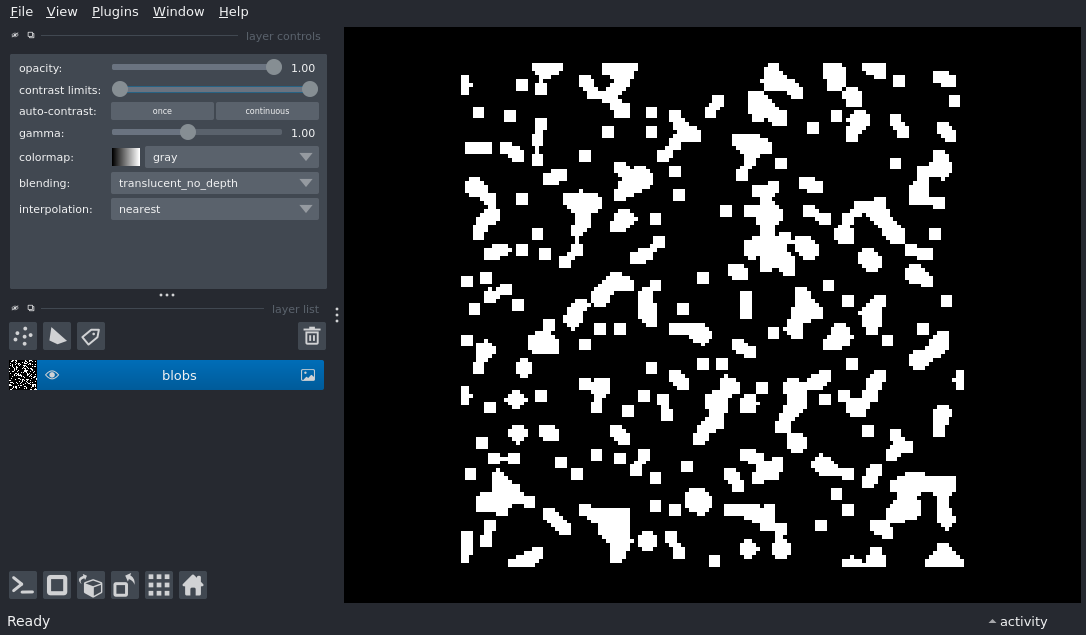 File View Plugins Window Help
layer controls
opacity: 1.00
contrast limits:
auto-contrast: once continuous
gamma: 1.00
colormap: gray
blending: translucent_no_depth
interpolation: nearest
layer list
blobs
Ready
activity